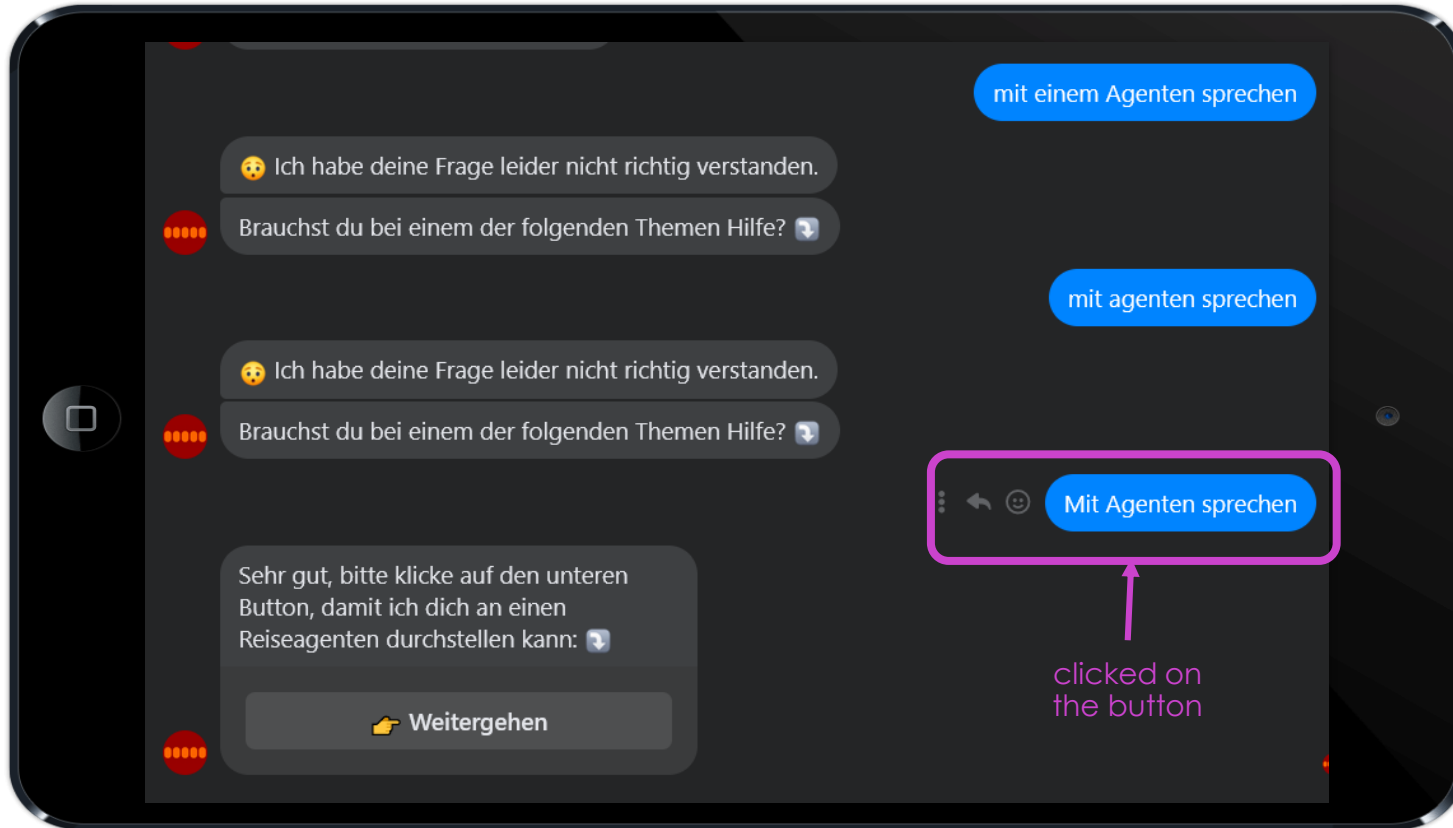 mit einem Agenten sprechen
😯 Ich habe deine Frage leider nicht richtig verstanden.
Brauchst du bei einem der folgenden Themen Hilfe? ⤵️
mit agenten sprechen
😯 Ich habe deine Frage leider nicht richtig verstanden.
Brauchst du bei einem der folgenden Themen Hilfe? ⤵️
Mit Agenten sprechen
Sehr gut, bitte klicke auf den unteren
Button, damit ich dich an einen
Reiseagenten durchstellen kann: ⤵️
👉 Weitergehen
clicked on
the button